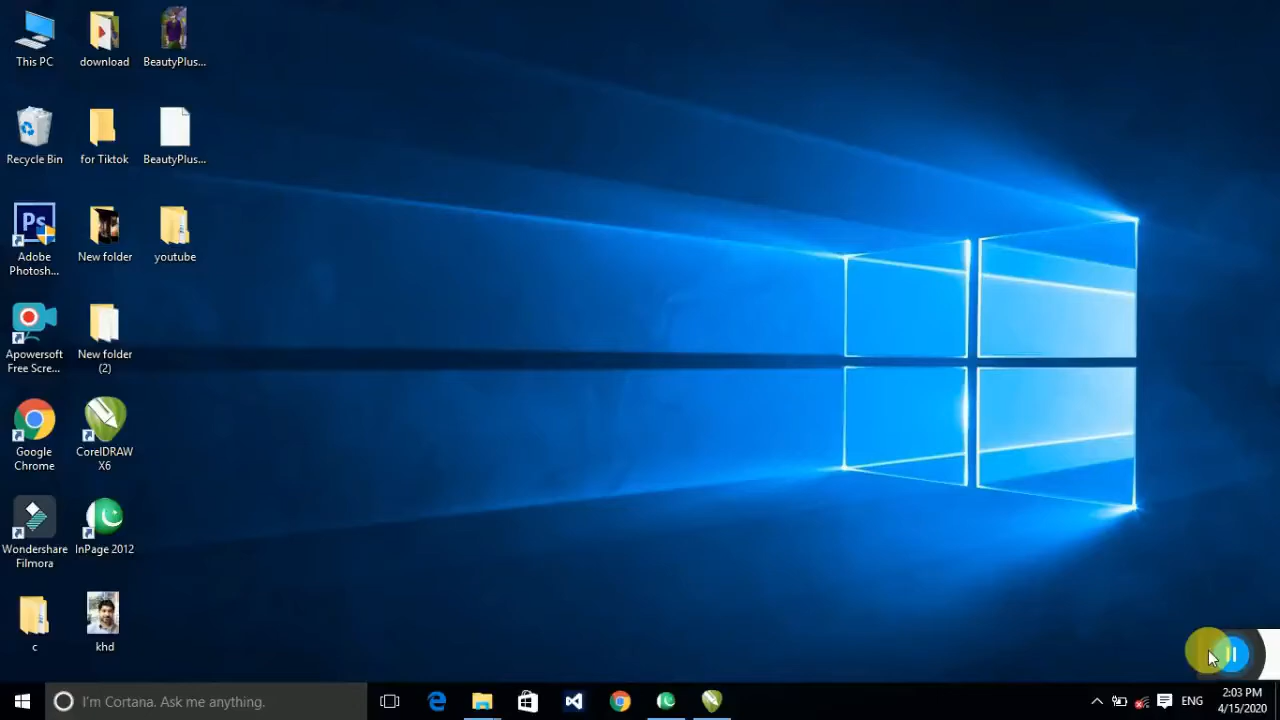 This PC
download
BeautyPlus...
Recycle Bin
for Tiktok
BeautyPlus...
Ps
Adobe
Photosh...
New folder
youtube
Apowersoft
Free Scre...
New folder
(2)
Google
Chrome
CorelDRAW
X6
Wondershare
Filmora
InPage 2012
c
khd
I'm Cortana. Ask me anything.
ENG
2:03 PM
4/15/2020